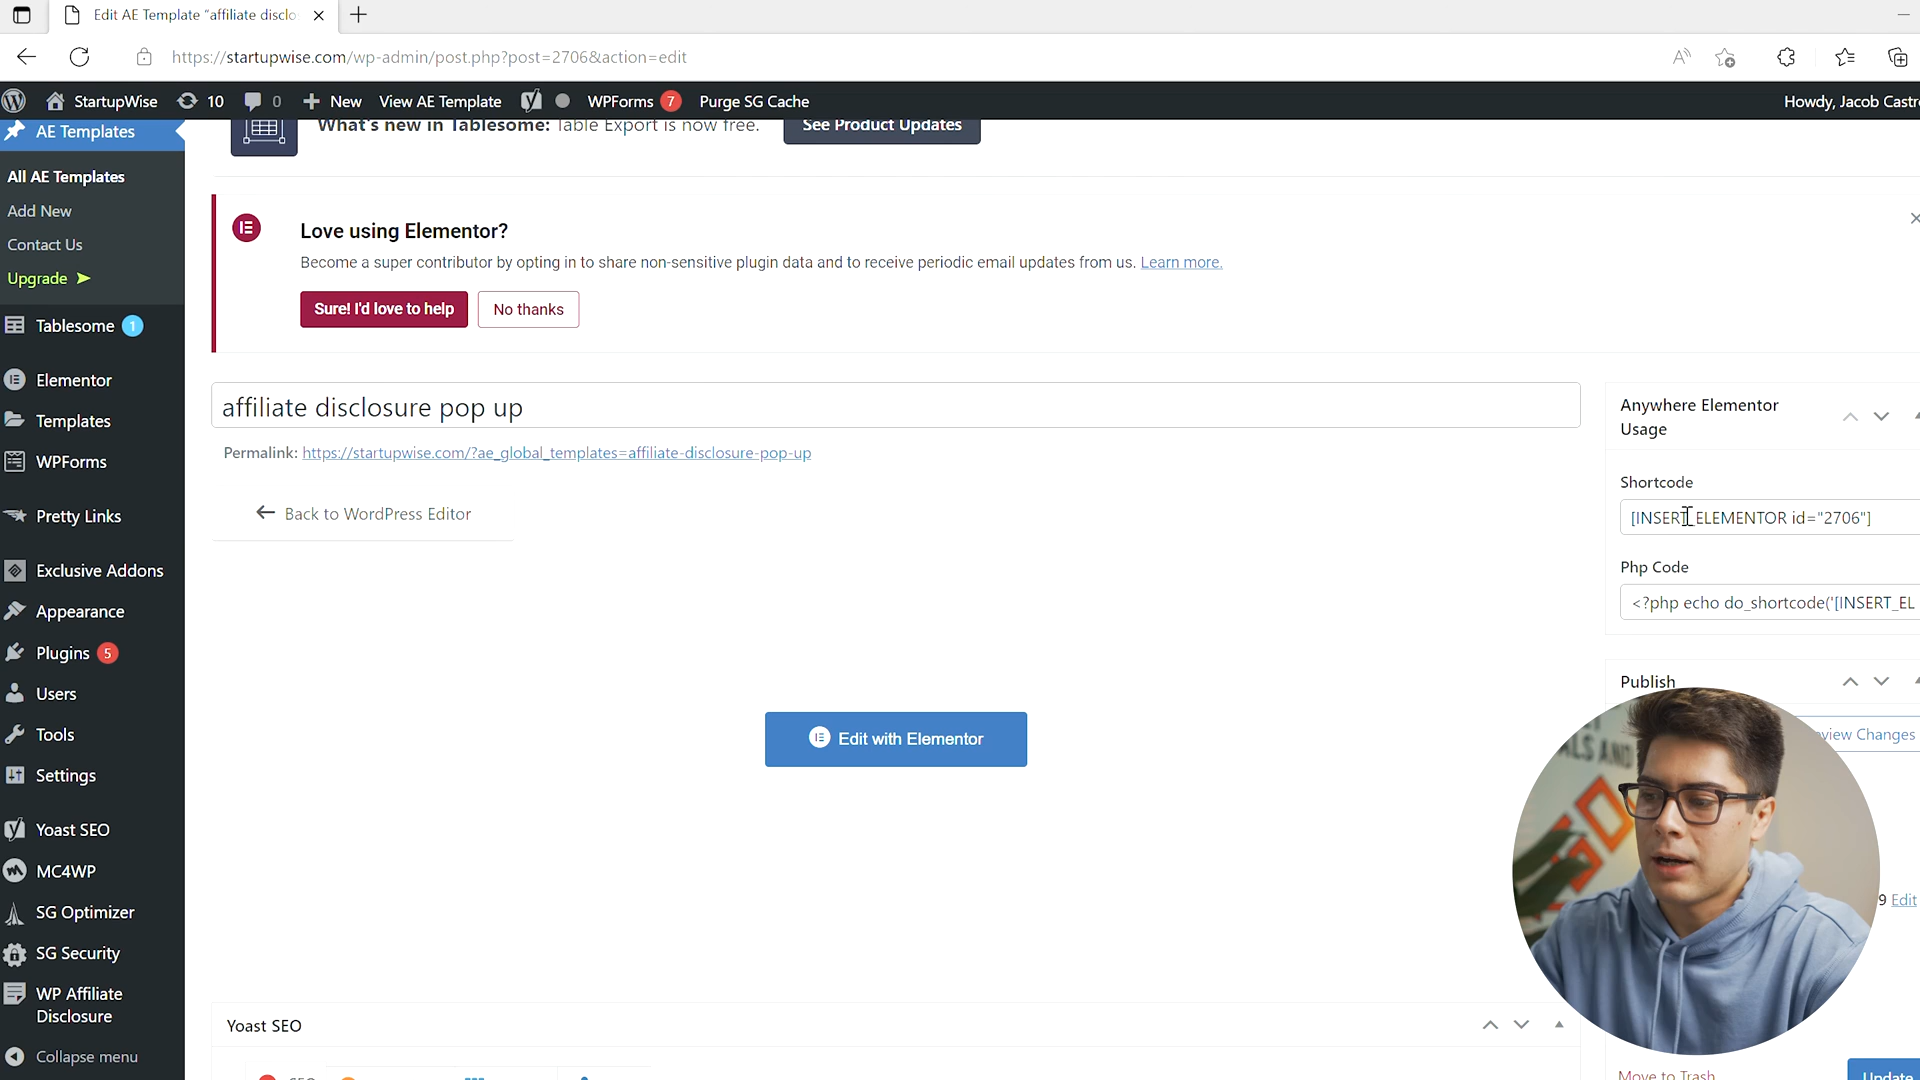 Edit AE Template "affiliate disclo
https://startupwise.com/wp-admin/post.php?post=2706&action=edit
StartupWise 10 0 New View AE Template WPForms 7 Purge SG Cache Howdy, Jacob Castr
AE Templates
What's new in Tablesome: Table Export is now free. See Product Updates
All AE Templates
Add New
Contact Us
Upgrade ➤
Tablesome 1
Elementor
Templates
WPForms
Pretty Links
Exclusive Addons
Appearance
Plugins 5
Users
Tools
Settings
Yoast SEO
MC4WP
SG Optimizer
SG Security
WP Affiliate
Disclosure
Collapse menu
Love using Elementor?
Become a super contributor by opting in to share non-sensitive plugin data and to receive periodic email updates from us. Learn more.
Sure! I'd love to help No thanks
affiliate disclosure pop up
Permalink: https://startupwise.com/?ae_global_templates=affiliate-disclosure-pop-up
← Back to WordPress Editor
Edit with Elementor
Yoast SEO
Anywhere Elementor
Usage
Shortcode
[INSERT_ELEMENTOR id="2706"]
Php Code
<?php echo do_shortcode('[INSERT_EL
Publish
view Changes
ALS AND
9 Edit
Move to Trash
Update